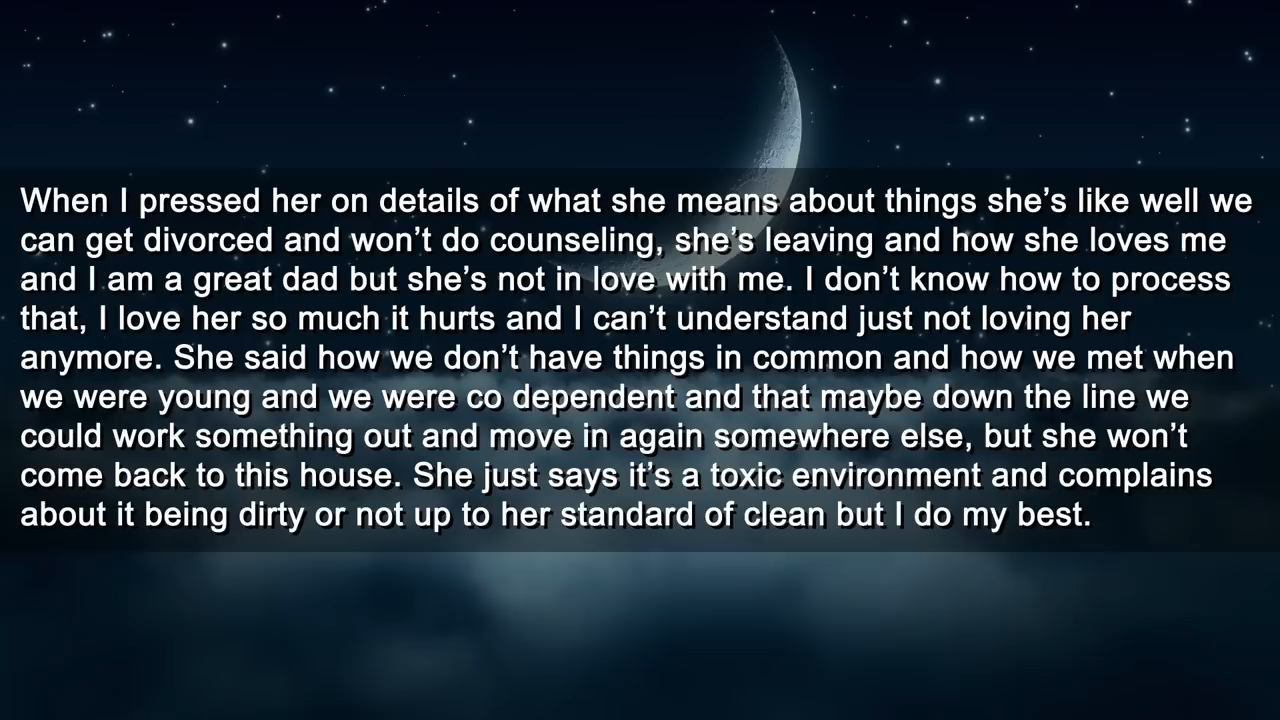 When I pressed her on details of what she means about things she’s like well we
can get divorced and won’t do counseling, she’s leaving and how she loves me
and I am a great dad but she’s not in love with me. I don’t know how to process
that, I love her so much it hurts and I can’t understand just not loving her
anymore. She said how we don’t have things in common and how we met when
we were young and we were co dependent and that maybe down the line we
could work something out and move in again somewhere else, but she won’t
come back to this house. She just says it’s a toxic environment and complains
about it being dirty or not up to her standard of clean but I do my best.